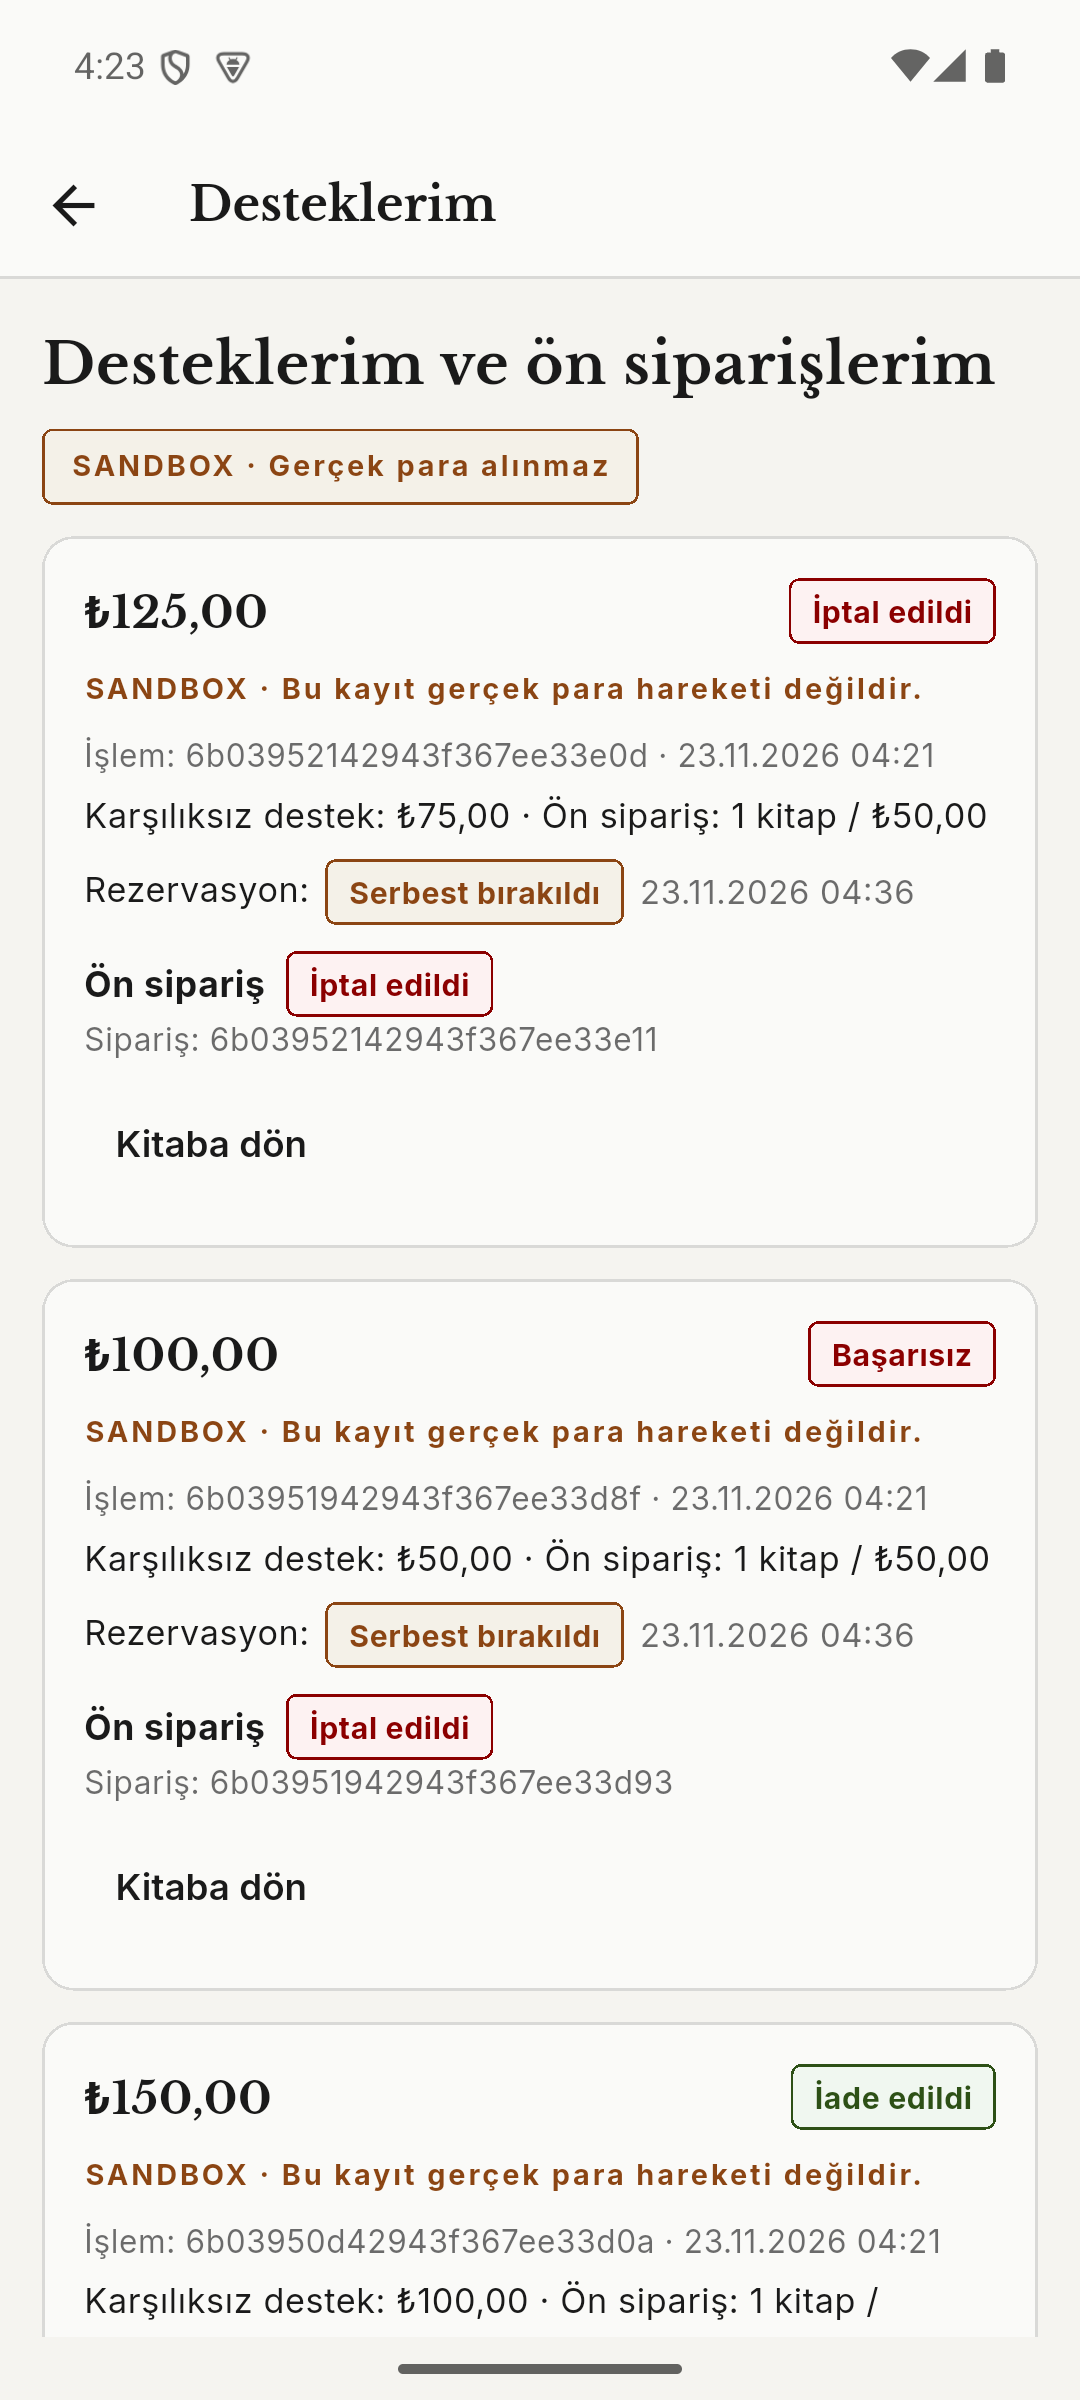 4:23
Desteklerim
Desteklerim ve ön siparişlerim
SANDBOX · Gerçek para alınmaz
₺125,00
İptal edildi
SANDBOX · Bu kayıt gerçek para hareketi değildir.
İşlem: 6b03952142943f367ee33e0d · 23.11.2026 04:21
Karşılıksız destek: ₺75,00 · Ön sipariş: 1 kitap / ₺50,00
Rezervasyon: Serbest bırakıldı 23.11.2026 04:36
Ön sipariş İptal edildi
Sipariş: 6b03952142943f367ee33e11
Kitaba dön
₺100,00
Başarısız
SANDBOX · Bu kayıt gerçek para hareketi değildir.
İşlem: 6b03951942943f367ee33d8f · 23.11.2026 04:21
Karşılıksız destek: ₺50,00 · Ön sipariş: 1 kitap / ₺50,00
Rezervasyon: Serbest bırakıldı 23.11.2026 04:36
Ön sipariş İptal edildi
Sipariş: 6b03951942943f367ee33d93
Kitaba dön
₺150,00
İade edildi
SANDBOX · Bu kayıt gerçek para hareketi değildir.
İşlem: 6b03950d42943f367ee33d0a · 23.11.2026 04:21
Karşılıksız destek: ₺100,00 · Ön sipariş: 1 kitap /